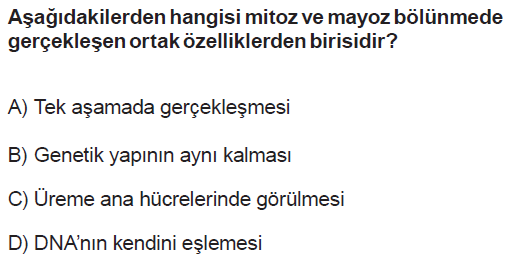 Aşağıdakilerden hangisi mitoz ve mayoz bölünmede
gerçekleşen ortak özelliklerden birisidir?
A) Tek aşamada gerçekleşmesi
B) Genetik yapının aynı kalması
C) Üreme ana hücrelerinde görülmesi
D) DNA’nın kendini eşlemesi